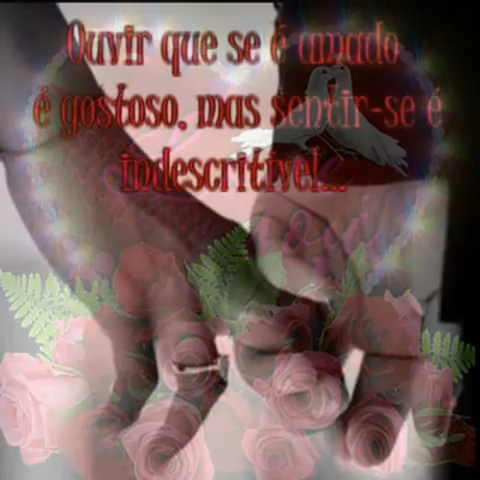 Ouvir que se é amado
é gostoso, mas sentir-se é
indescritível...